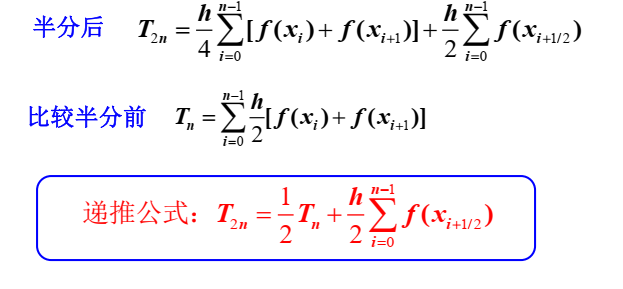 半分后 T_{2n} = \frac{h}{4} \sum_{i=0}^{n-1} [f(x_i) + f(x_{i+1})] + \frac{h}{2} \sum_{i=0}^{n-1} f(x_{i+1/2})
比较半分前 T_n = \sum_{i=0}^{n-1} \frac{h}{2} [f(x_i) + f(x_{i+1})]
递推公式： T_{2n} = \frac{1}{2} T_n + \frac{h}{2} \sum_{i=0}^{n-1} f(x_{i+1/2})